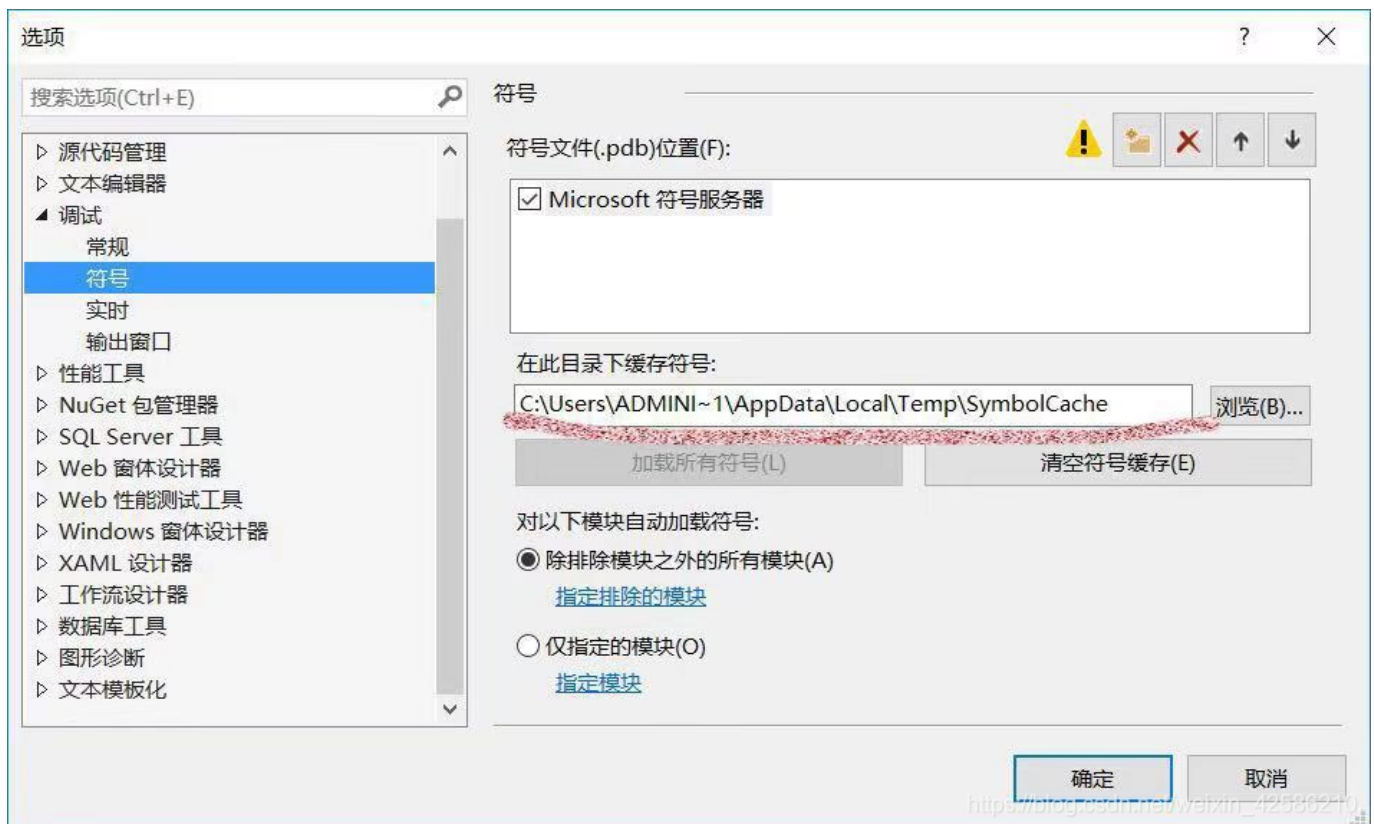 选项
?
搜索选项(Ctrl+E)
源代码管理
文本编辑器
调试
常规
符号
实时
输出窗口
性能工具
NuGet 包管理器
SQL Server 工具
Web 窗体设计器
Web 性能测试工具
Windows 窗体设计器
XAML 设计器
工作流设计器
数据库工具
图形诊断
文本模板化
符号
符号文件(.pdb)位置(F):
Microsoft 符号服务器
在此目录下缓存符号:
C:\Users\ADMINI~1\AppData\Local\Temp\SymbolCache
浏览(B)...
加载所有符号(L)
清空符号缓存(E)
对以下模块自动加载符号:
除排除模块之外的所有模块(A)
指定排除的模块
仅指定的模块(O)
指定模块
确定
取消
https://blog.csdn.net/weixin_42586210